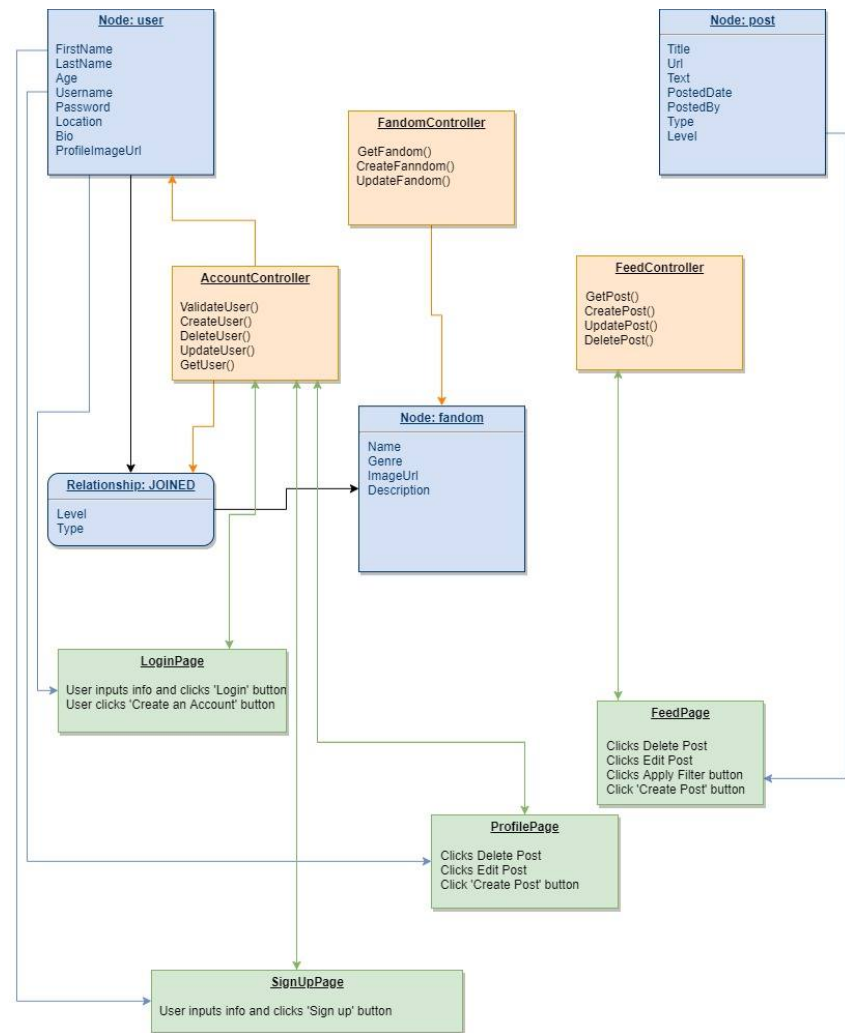 Node: user
FirstName
LastName
Age
Username
Password
Location
Bio
ProfileImageUrl
Node: post
Title
Url
Text
PostedDate
PostedBy
Type
Level
FandomController
GetFandom()
CreateFanndom()
UpdateFandom()
AccountController
ValidateUser()
CreateUser()
DeleteUser()
UpdateUser()
GetUser()
FeedController
GetPost()
CreatePost()
UpdatePost()
DeletePost()
Node: fandom
Name
Genre
ImageUrl
Description
Relationship: JOINED
Level
Type
LoginPage
User inputs info and clicks 'Login' button
User clicks 'Create an Account' button
FeedPage
Clicks Delete Post
Clicks Edit Post
Clicks Apply Filter button
Click 'Create Post' button
ProfilePage
Clicks Delete Post
Clicks Edit Post
Click 'Create Post' button
SignUpPage
User inputs info and clicks 'Sign up' button